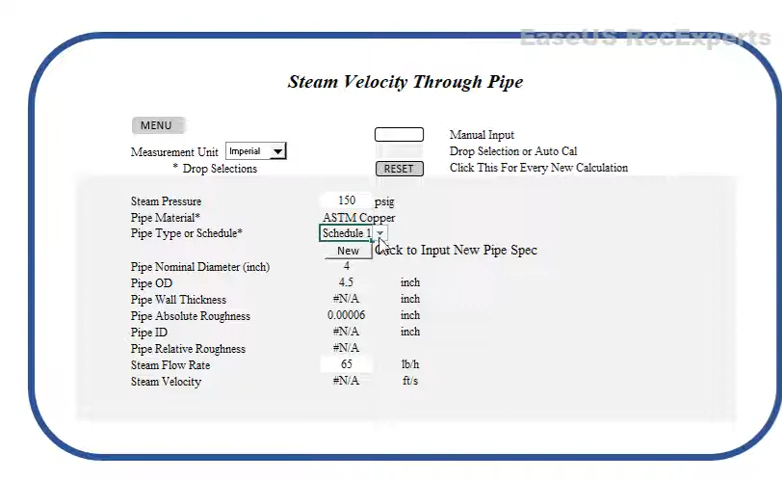 EaseUS RecExperts
Steam Velocity Through Pipe
MENU
Manual Input
Measurement Unit Imperial
Drop Selection or Auto Cal
* Drop Selections
RESET Click This For Every New Calculation
Steam Pressure 150 psig
Pipe Material* ASTM Copper
Pipe Type or Schedule* Schedule 1
New to Input New Pipe Spec
Pipe Nominal Diameter (inch) 4
Pipe OD 4.5 inch
Pipe Wall Thickness #N/A inch
Pipe Absolute Roughness 0.00006 inch
Pipe ID #N/A inch
Pipe Relative Roughness #N/A
Steam Flow Rate 65 lb/h
Steam Velocity #N/A ft/s